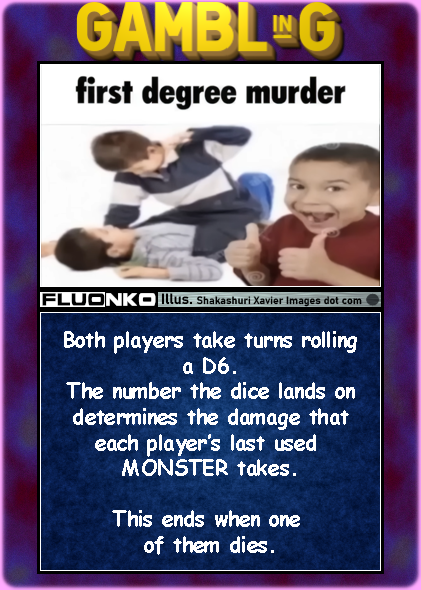 GAMBL IN G
first degree murder
FLUONKO Illus. Shakashuri Xavier Images dot com
Both players take turns rolling
a D6.
The number the dice lands on
determines the damage that
each player's last used
MONSTER takes.
This ends when one
of them dies.